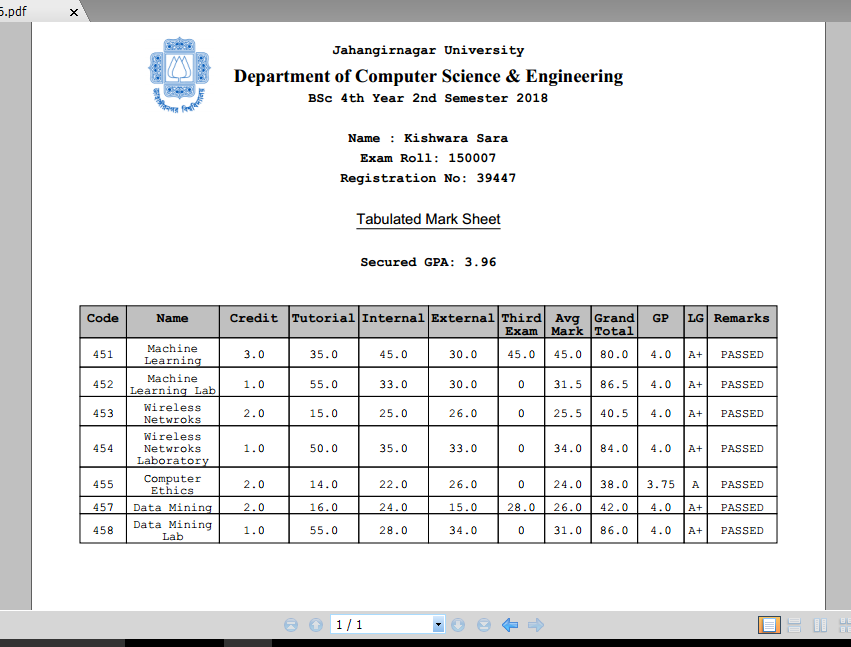 5.pdf
Jahangirnagar University
Department of Computer Science & Engineering
BSc 4th Year 2nd Semester 2018
Name : Kishwara Sara
Exam Roll: 150007
Registration No: 39447
Tabulated Mark Sheet
Secured GPA: 3.96
Code Name Credit Tutorial Internal External Third Exam Avg Mark Grand Total GP LG Remarks
451 Machine Learning 3.0 35.0 45.0 30.0 45.0 45.0 80.0 4.0 A+ PASSED
452 Machine Learning Lab 1.0 55.0 33.0 30.0 0 31.5 86.5 4.0 A+ PASSED
453 Wireless Netwroks 2.0 15.0 25.0 26.0 0 25.5 40.5 4.0 A+ PASSED
454 Wireless Netwroks Laboratory 1.0 50.0 35.0 33.0 0 34.0 84.0 4.0 A+ PASSED
455 Computer Ethics 2.0 14.0 22.0 26.0 0 24.0 38.0 3.75 A PASSED
457 Data Mining 2.0 16.0 24.0 15.0 28.0 26.0 42.0 4.0 A+ PASSED
458 Data Mining Lab 1.0 55.0 28.0 34.0 0 31.0 86.0 4.0 A+ PASSED
1 / 1